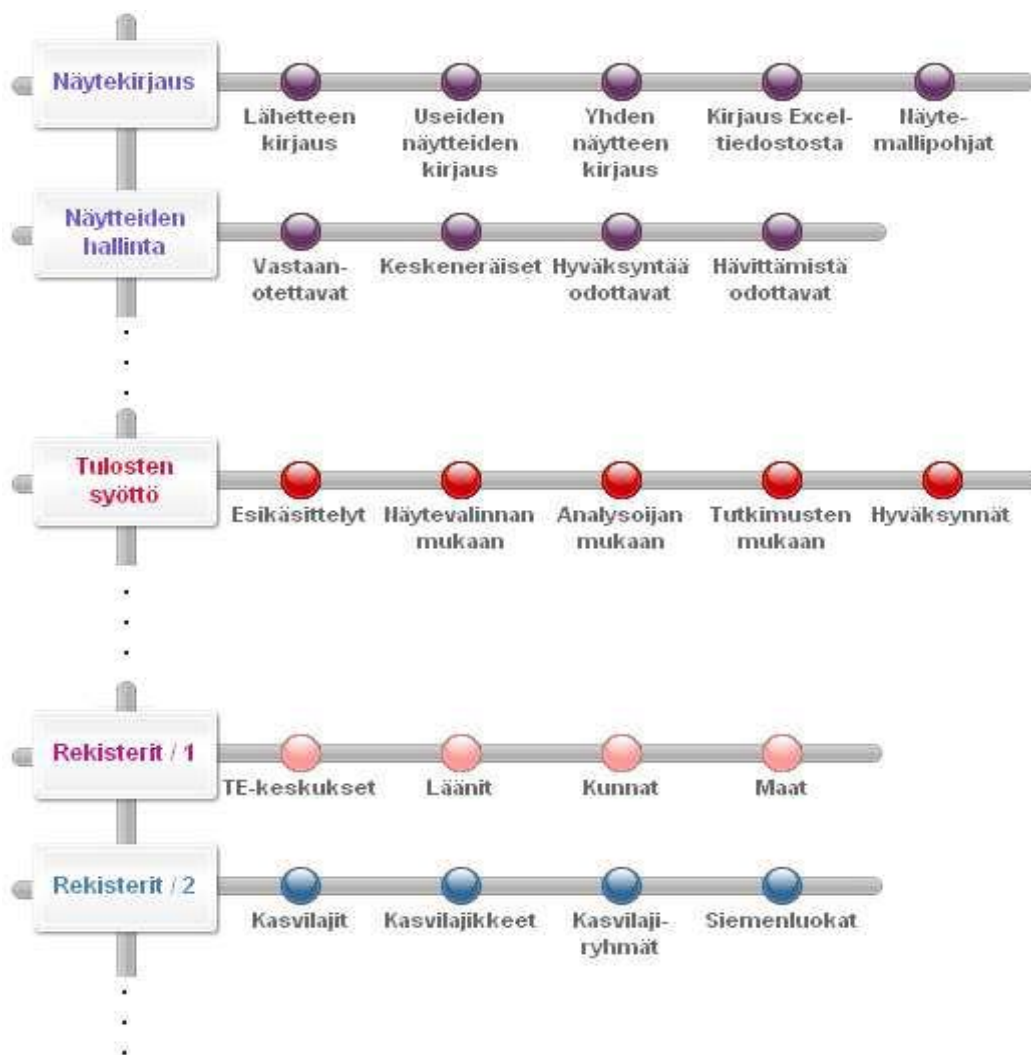 Näytekirjaus
Lähetteen
kirjaus
Useiden
näytteiden
kirjaus
Yhden
näytteen
kirjaus
Kirjaus Excel-
tiedostosta
Näyte-
mallipohjat
Näytteiden
hallinta
Vastaan-
otettavat
Keskeneräiset
Hyväksyntää
odottavat
Hävittämistä
odottavat
Tulosten
syöttö
Esikäsittelyt
Näytevalinnan
mukaan
Analysoijan
mukaan
Tutkimusten
mukaan
Hyväksynnät
Rekisterit / 1
TE-keskukset
Läänit
Kunnat
Maat
Rekisterit / 2
Kasvilajit
Kasvilajikkeet
Kasvilaji-
ryhmät
Siemenluokat